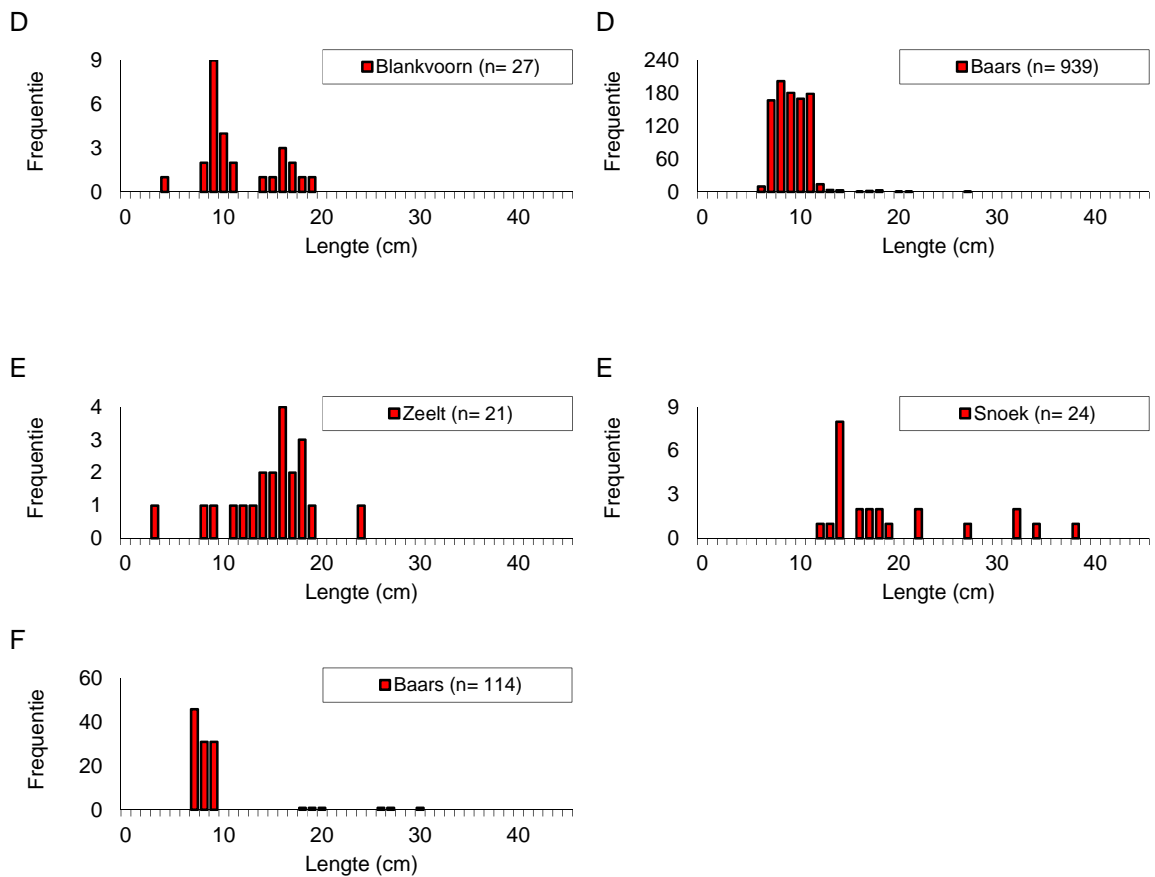 D
Blankvoorn (n= 27)
Frequentie
9
6
3
0
0 10 20 30 40
Lengte (cm)
D
Baars (n= 939)
Frequentie
240
180
120
60
0
0 10 20 30 40
Lengte (cm)
E
Zeelt (n= 21)
Frequentie
4
3
2
1
0
0 10 20 30 40
Lengte (cm)
E
Snoek (n= 24)
Frequentie
9
6
3
0
0 10 20 30 40
Lengte (cm)
F
Baars (n= 114)
Frequentie
60
40
20
0
0 10 20 30 40
Lengte (cm)